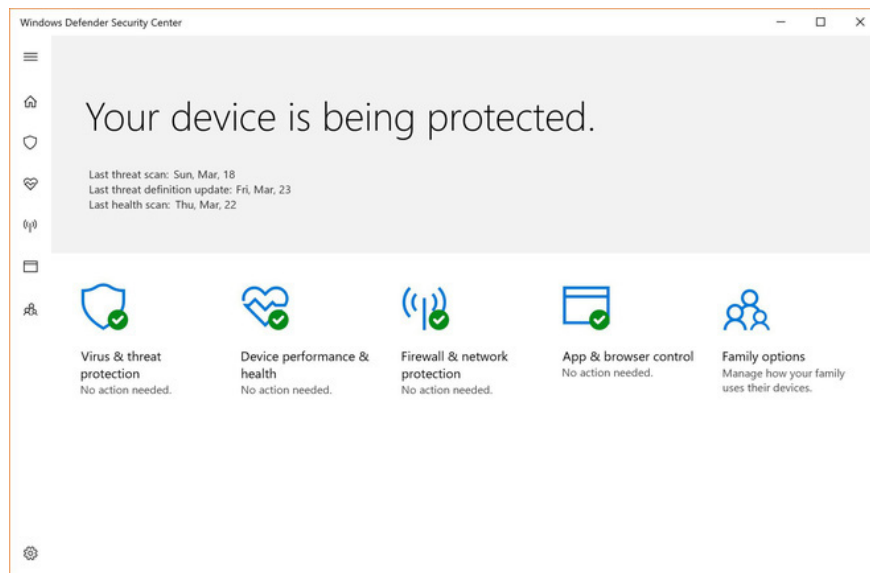 Windows Defender Security Center
Your device is being protected.
Last threat scan: Sun, Mar, 18
Last threat definition update: Fri, Mar, 23
Last health scan: Thu, Mar, 22
Virus & threat
protection
No action needed.
Device performance &
health
No action needed.
Firewall & network
protection
No action needed.
App & browser control
No action needed.
Family options
Manage how your family
uses their devices.